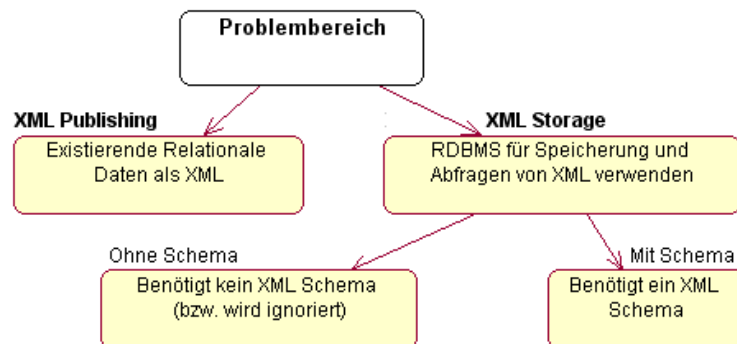 Problembereich
XML Publishing
XML Storage
Existierende Relationale
Daten als XML
RDBMS für Speicherung und
Abfragen von XML verwenden
Ohne Schema
Mit Schema
Benötigt kein XML Schema
(bzw. wird ignoriert)
Benötigt ein XML
Schema